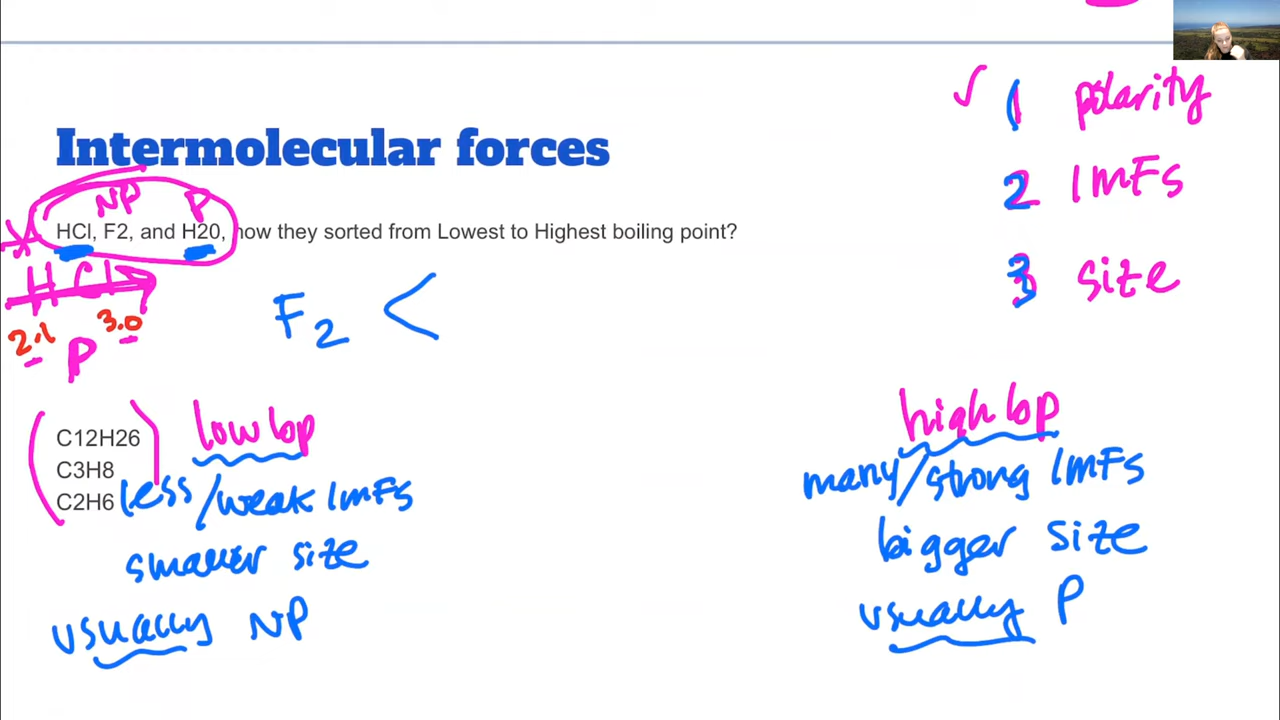 ✓ 1 polarity
Intermolecular forces
2 IMFs
NP P
HCl, F2, and H20, how they sorted from Lowest to Highest boiling point?
H Cl
3 size
F2 <
2.1 3.0
P
C12H26
C3H8
C2H6
low bp
less/weak IMFs
smaller size
usually NP
high bp
many/strong IMFs
bigger size
usually P